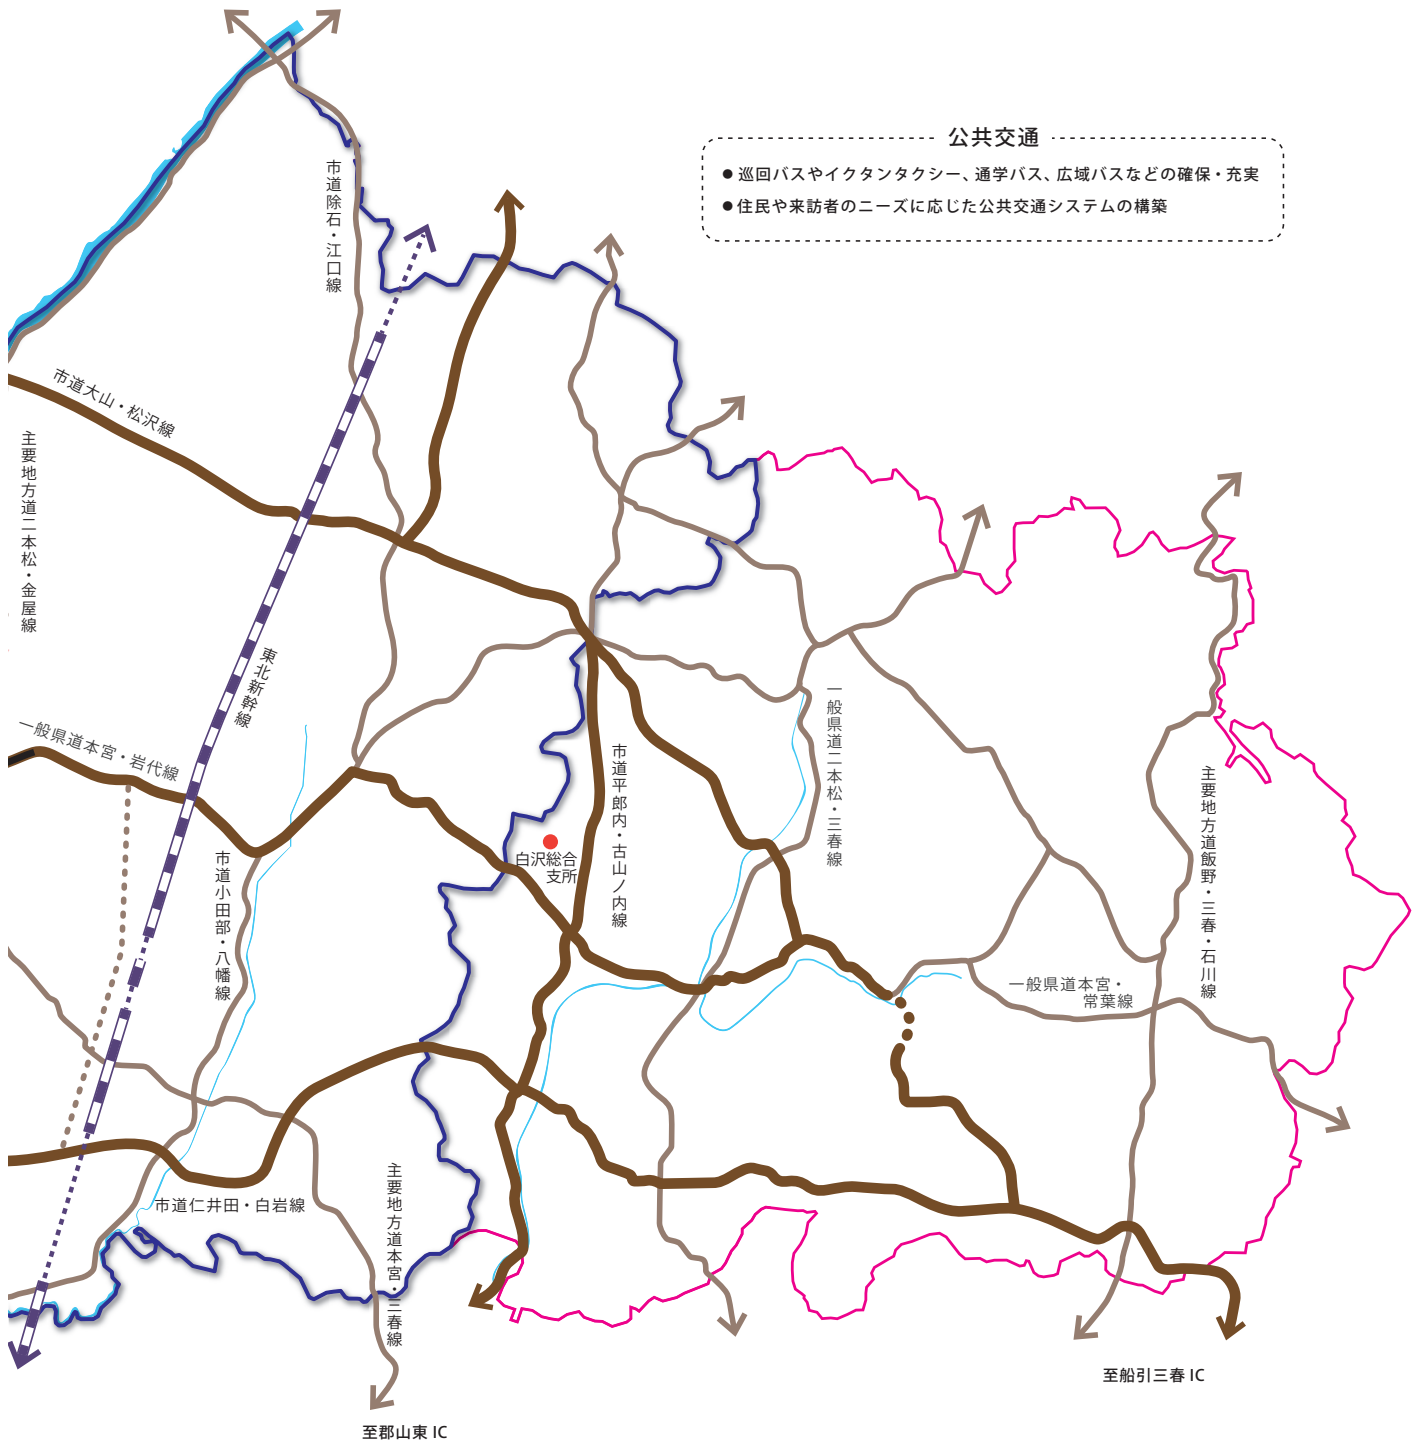 公共交通
● 巡回バスやイクタンタクシー、通学バス、広域バスなどの確保・充実
● 住民や来訪者のニーズに応じた公共交通システムの構築
市道除石・江口線
市道大山・松沢線
主要地方道二本松・金屋線
東北新幹線
一般県道本宮・岩代線
市道平郎内・古山ノ内線
一般県道二本松・三春線
主要地方道飯野・三春・石川線
白沢総合
支所
市道小田部・八幡線
一般県道本宮・
常葉線
市道仁井田・白岩線
主要地方道本宮・三春線
至船引三春 IC
至郡山東 IC